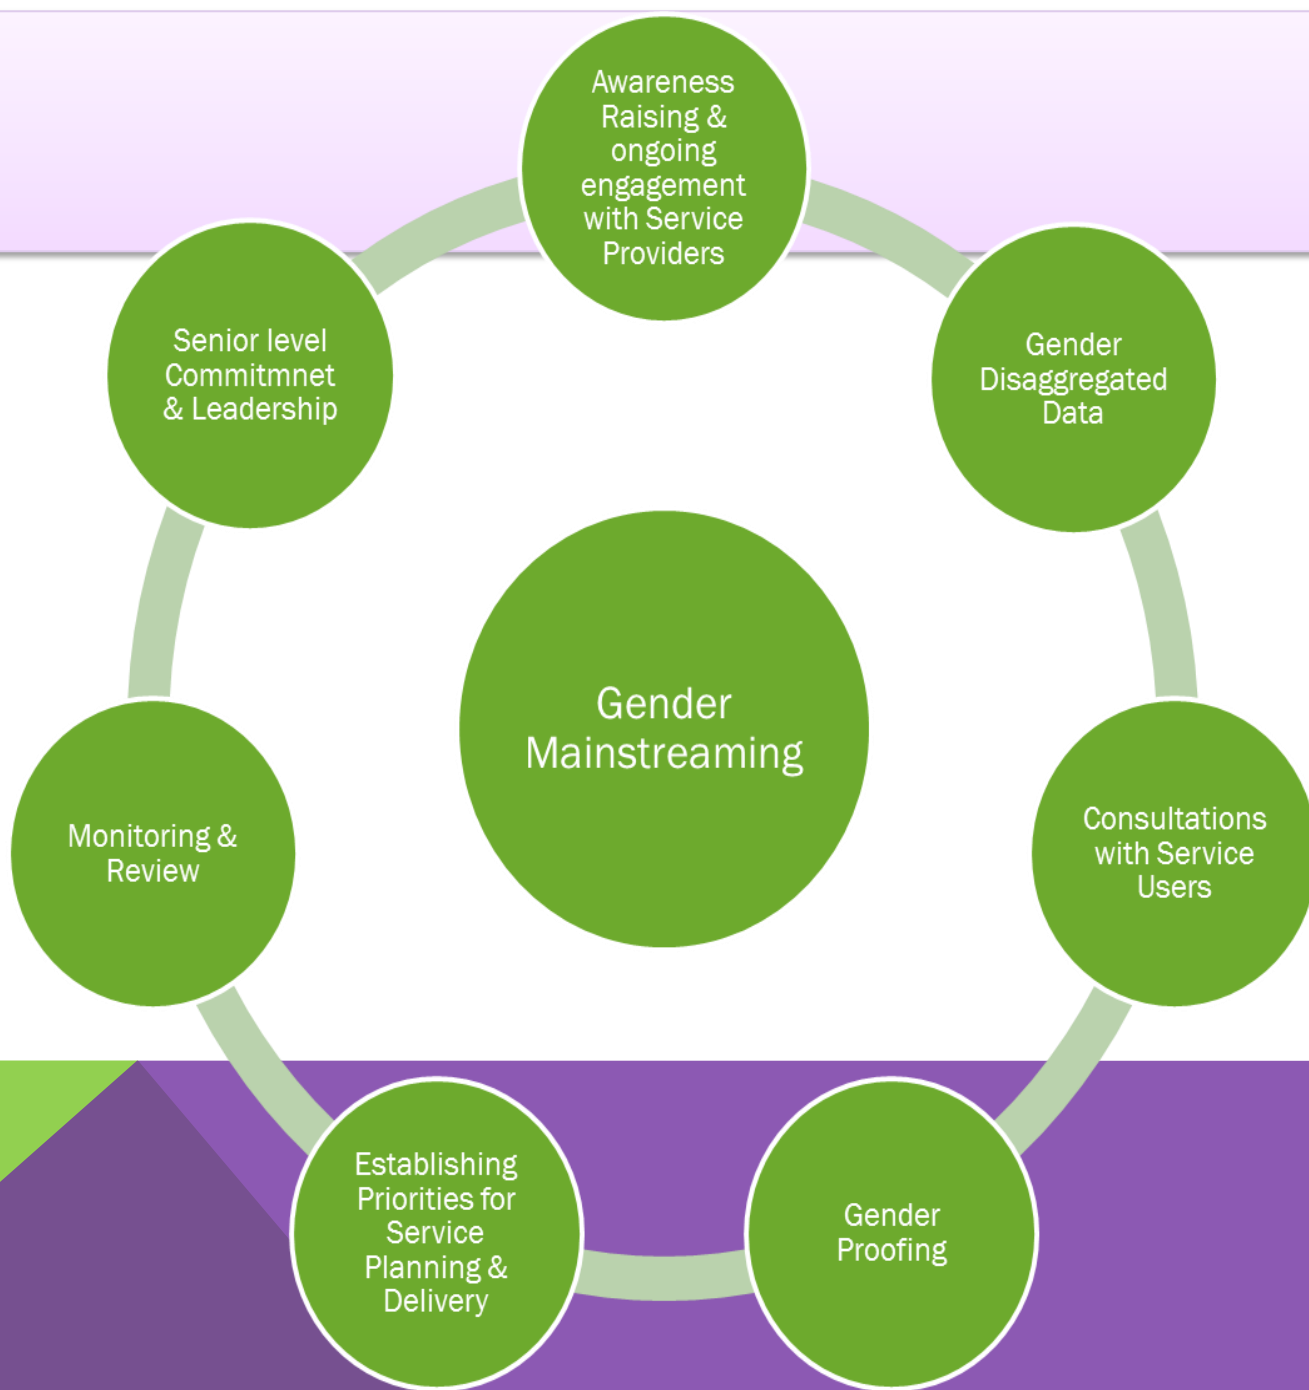 Awareness
Raising &
ongoing
engagement
with Service
Providers
Gender
Disaggregated
Data
Consultations
with Service
Users
Gender
Proofing
Establishing
Priorities for
Service
Planning &
Delivery
Monitoring &
Review
Senior level
Commitmnet
& Leadership
Gender
Mainstreaming